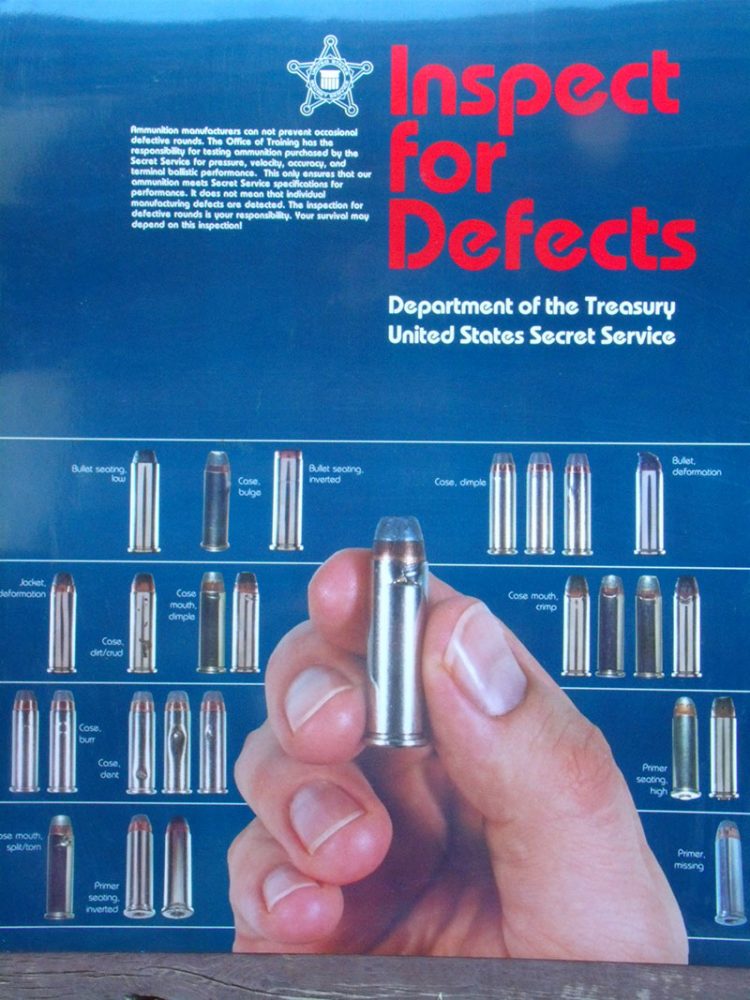 Inspect
for
Defects
Ammunition manufacturers can not prevent occasional
defective rounds. The Office of Training has the
responsibility for testing ammunition purchased by the
Secret Service for pressure, velocity, accuracy, and
terminal ballistic performance. This only ensures that our
ammunition meets Secret Service specifications for
performance. It does not mean that individual
manufacturing defects are detected. The inspection for
defective rounds is your responsibility. Your survival may
depend on this inspection!
Department of the Treasury
United States Secret Service
Bullet seating,
low
Case,
bulge
Bullet seating,
inverted
Case, dimple
Bullet,
deformation
Jacket,
deformation
Case,
dirt/crud
Case
mouth,
dimple
Case mouth,
crimp
Case,
burr
Case,
dent
Primer
seating,
high
ose mouth,
split/torn
Primer
seating,
inverted
Primer,
missing